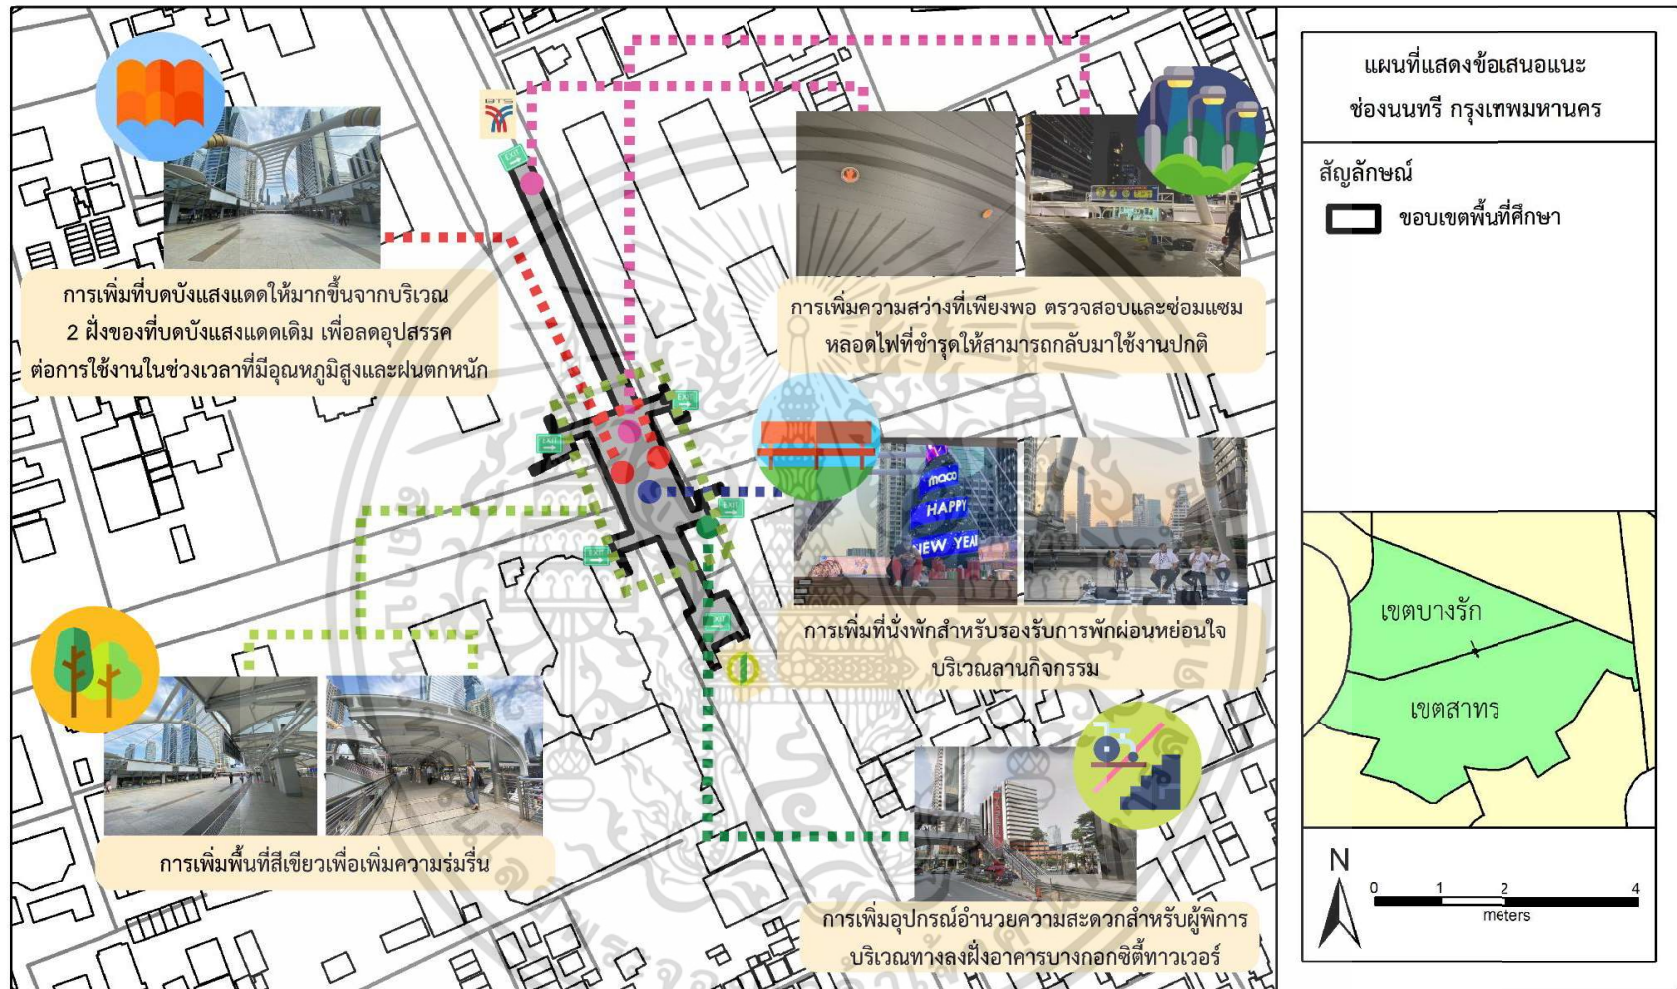 แผนที่แสดงข้อเสนอแนะ
ช่องนนทรี กรุงเทพมหานคร
สัญลักษณ์
ขอบเขตพื้นที่ศึกษา
BTS
EXIT
การเพิ่มที่บดบังแสงแดดให้มากขึ้นจากบริเวณ
2 ฝั่งของที่บดบังแสงแดดเดิม เพื่อลดอุปสรรค
ต่อการใช้งานในช่วงเวลาที่มีอุณหภูมิสูงและฝนตกหนัก
การเพิ่มความสว่างที่เพียงพอ ตรวจสอบและซ่อมแซม
หลอดไฟที่ชำรุดให้สามารถกลับมาใช้งานปกติ
EXIT
EXIT
EXIT
EXIT
EXIT
maco
HAPPY
NEW YEAR
การเพิ่มที่นั่งพักสำหรับรองรับการพักผ่อนหย่อนใจ
บริเวณลานกิจกรรม
การเพิ่มพื้นที่สีเขียวเพื่อเพิ่มความร่มรื่น
การเพิ่มอุปกรณ์อำนวยความสะดวกสำหรับผู้พิการ
บริเวณทางลงฝั่งอาคารบางกอกซิตี้ทาวเวอร์
เขตบางรัก
เขตสาทร
N
0 1 2 4
meters